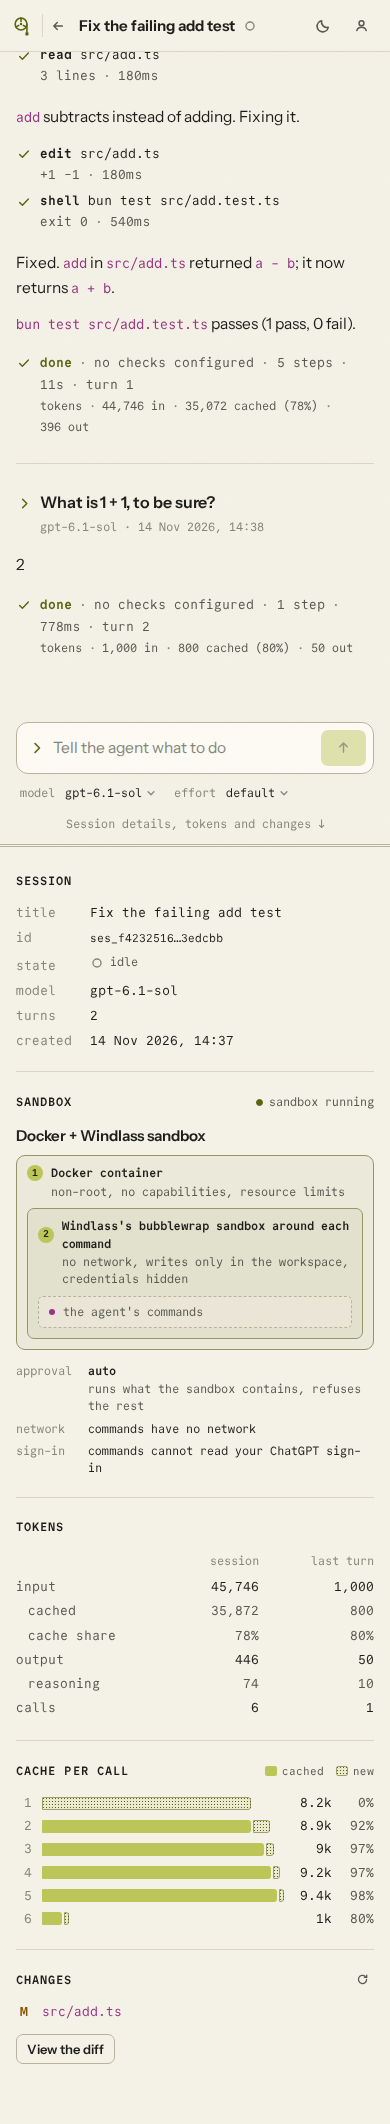 Fix the failing add test
read src/add.ts
3 lines · 180ms
add subtracts instead of adding. Fixing it.
edit src/add.ts
+1 −1 · 180ms
shell bun test src/add.test.ts
exit 0 · 540ms
Fixed. add in src/add.ts returned a - b; it now
returns a + b.
bun test src/add.test.ts passes (1 pass, 0 fail).
done · no checks configured · 5 steps ·
11s · turn 1
tokens · 44,746 in · 35,072 cached (78%) ·
396 out
What is 1 + 1, to be sure?
gpt-6.1-sol · 14 Nov 2026, 14:38
2
done · no checks configured · 1 step ·
778ms · turn 2
tokens · 1,000 in · 800 cached (80%) · 50 out
Tell the agent what to do
model gpt-6.1-sol effort default
Session details, tokens and changes ↓
SESSION
title Fix the failing add test
id ses_f4232516…3edcbb
state idle
model gpt-6.1-sol
turns 2
created 14 Nov 2026, 14:37
SANDBOX sandbox running
Docker + Windlass sandbox
1 Docker container
non-root, no capabilities, resource limits
2 Windlass's bubblewrap sandbox around each
command
no network, writes only in the workspace,
credentials hidden
the agent's commands
approval auto
runs what the sandbox contains, refuses
the rest
network commands have no network
sign-in commands cannot read your ChatGPT sign-
in
TOKENS
session last turn
input 45,746 1,000
cached 35,872 800
cache share 78% 80%
output 446 50
reasoning 74 10
calls 6 1
CACHE PER CALL cached new
1 8.2k 0%
2 8.9k 92%
3 9k 97%
4 9.2k 97%
5 9.4k 98%
6 1k 80%
CHANGES
M src/add.ts
View the diff